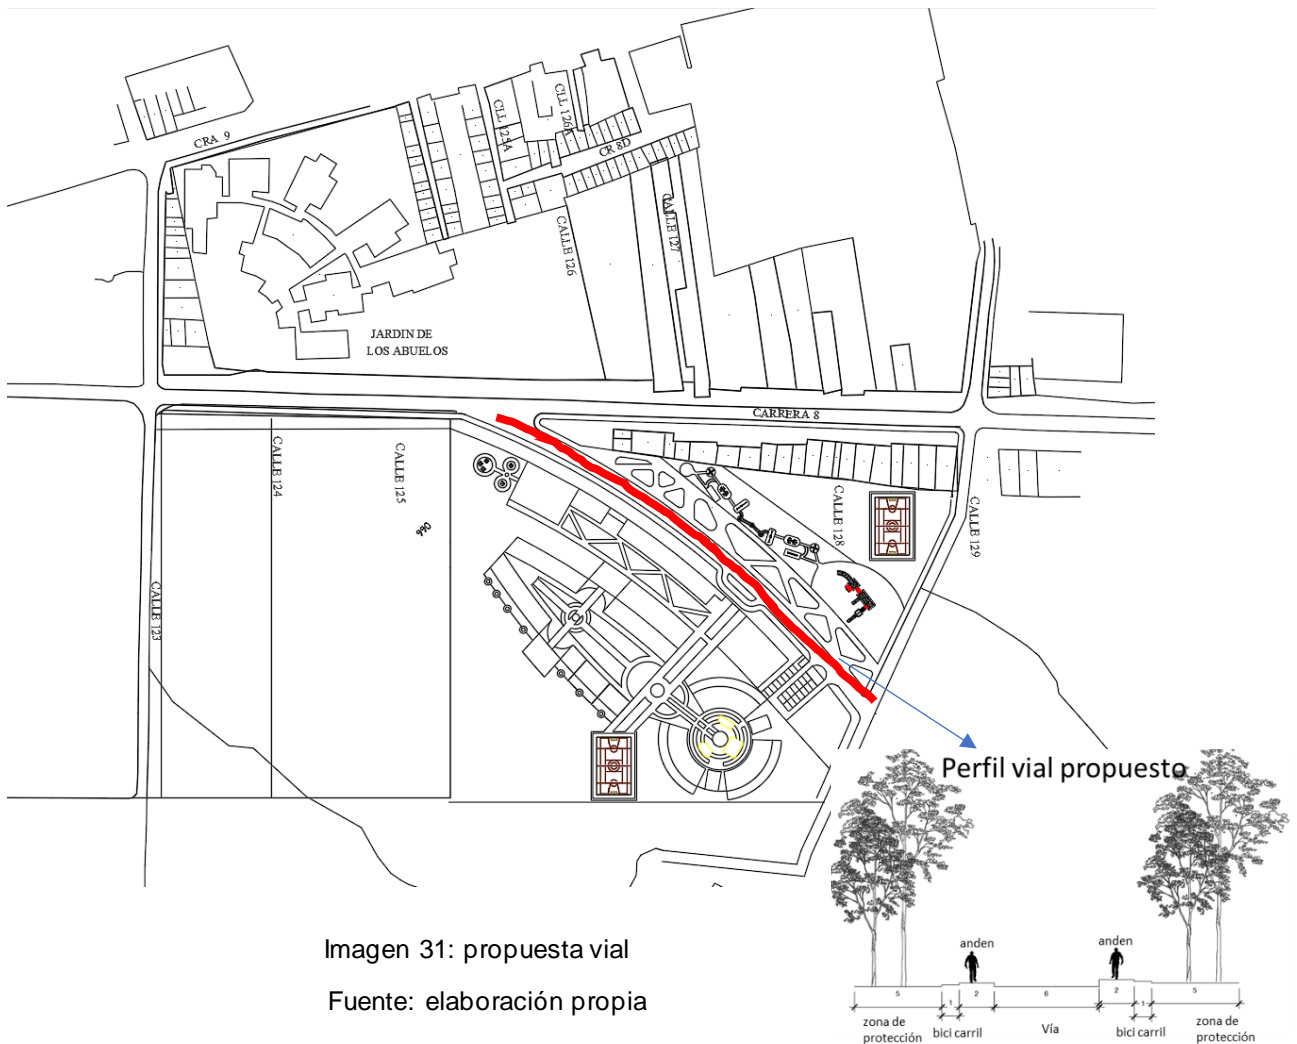 CRA 9
CLL 125A
CLL 126A
CR 8D
CALLE 126
CALLE 127
JARDIN DE
LOS ABUELOS
CARRERA 8
CALLE 123
CALLE 124
CALLE 125
990
CALLE 128
CALLE 129
Perfil vial propuesto
anden
anden
5
1
2
6
2
1
5
zona de
protección
bici carril
Vía
bici carril
zona de
protección
Imagen 31: propuesta vial
Fuente: elaboración propia